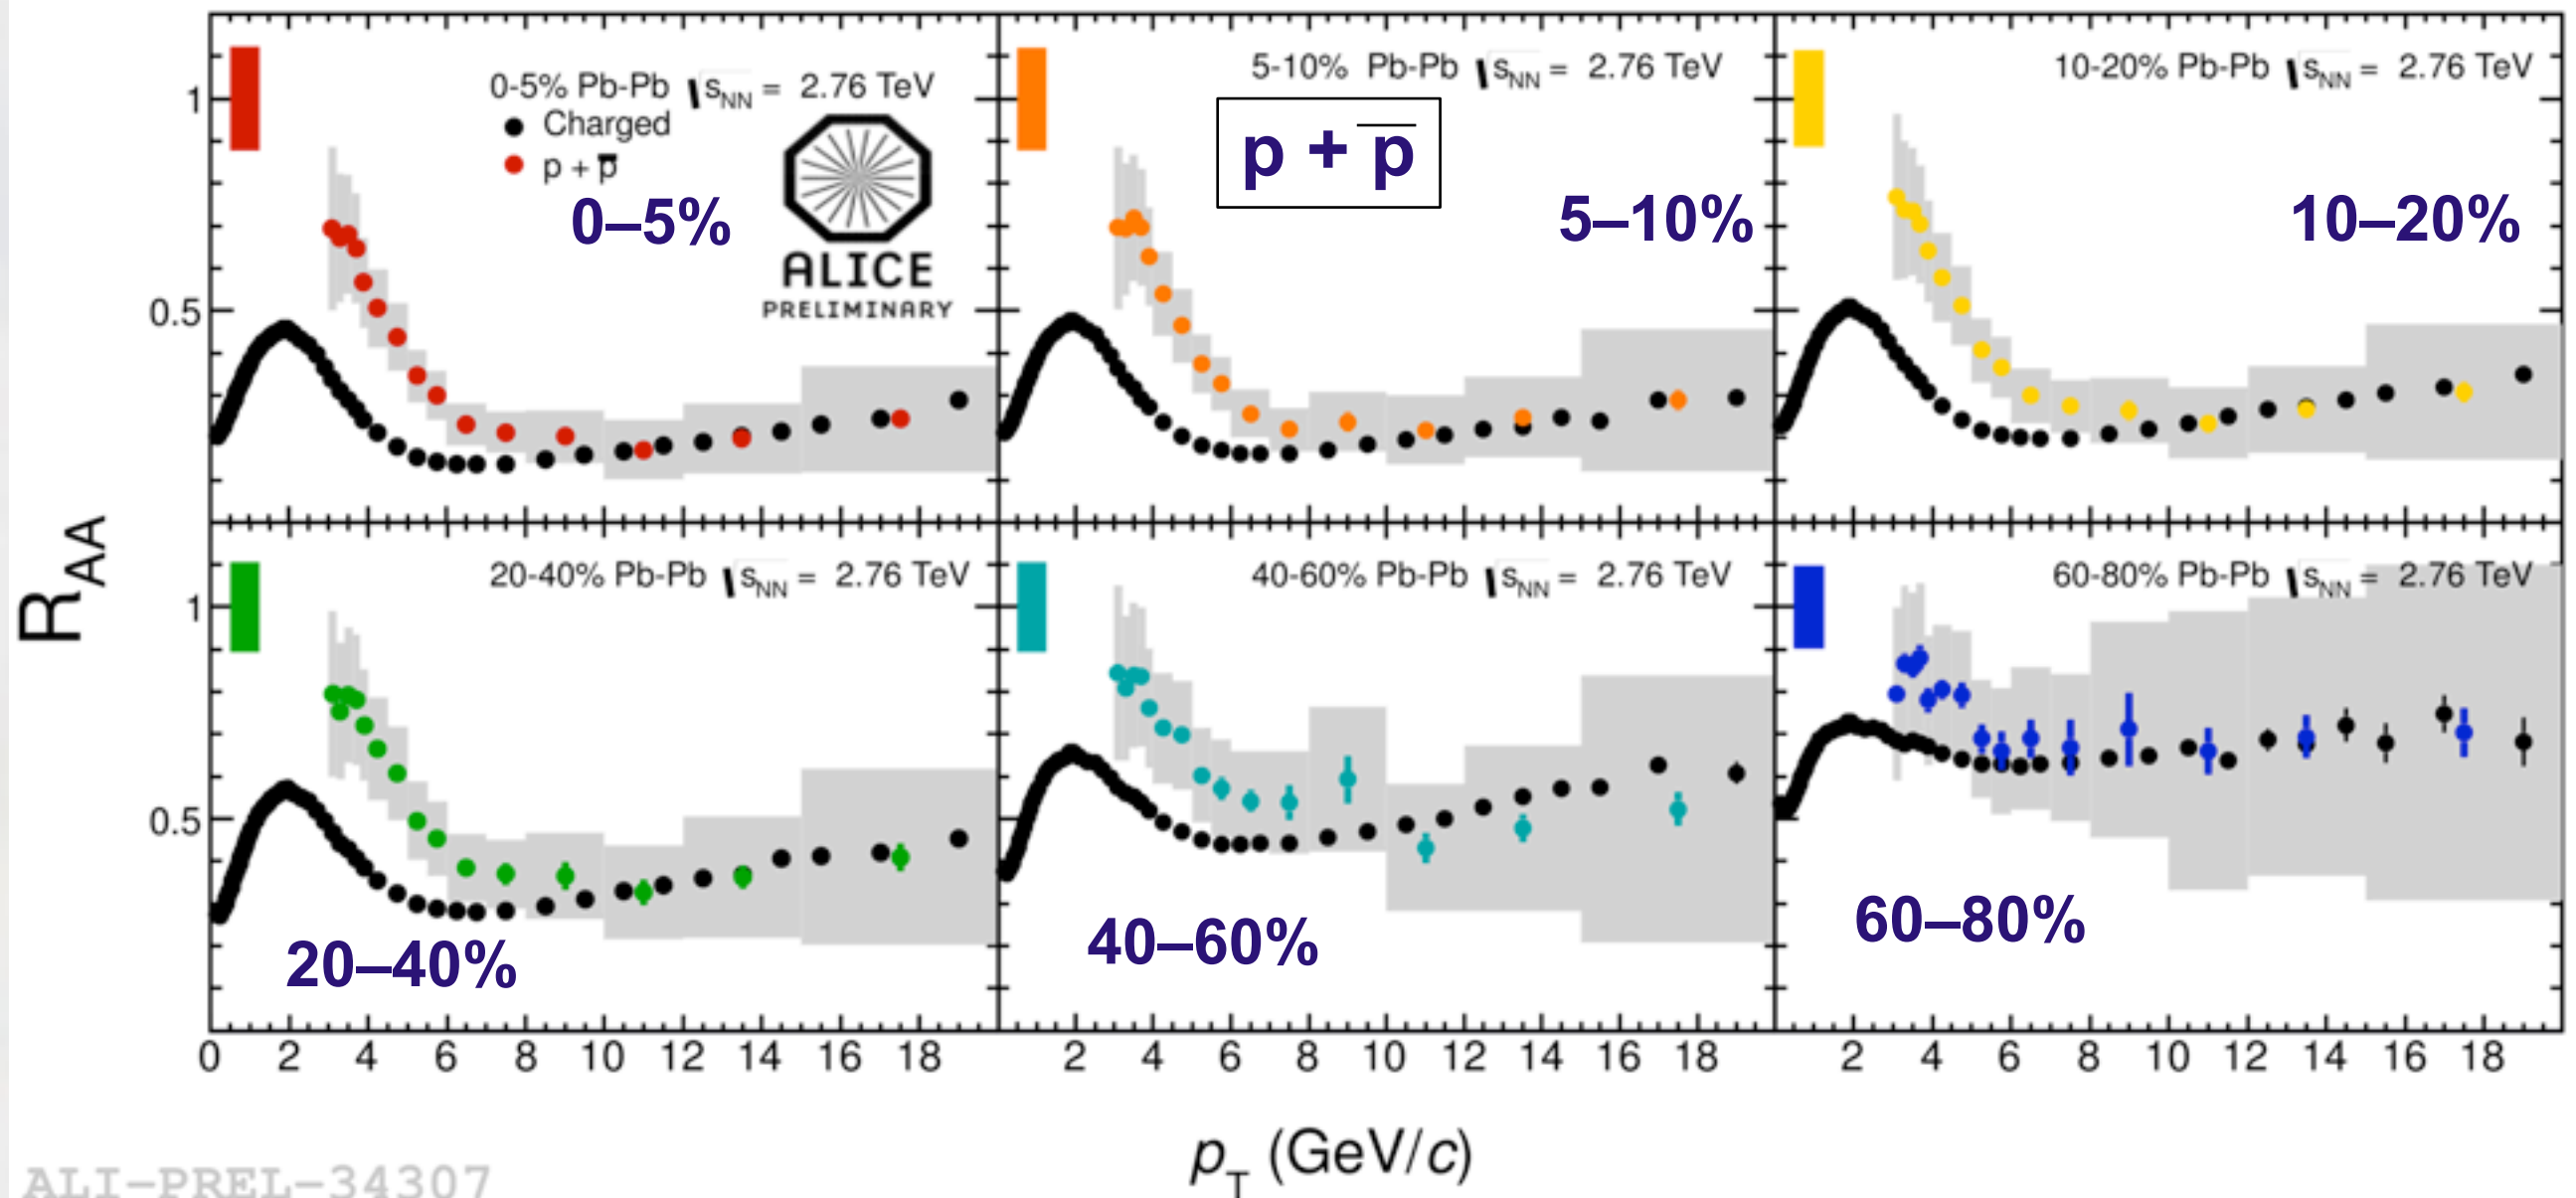 0-5% Pb-Pb √sNN = 2.76 TeV
Charged
p + p̅
0–5%
ALICE
PRELIMINARY
5-10% Pb-Pb √sNN = 2.76 TeV
p + p̅
5–10%
10-20% Pb-Pb √sNN = 2.76 TeV
10–20%
1
0.5
RAA
20-40% Pb-Pb √sNN = 2.76 TeV
20–40%
40-60% Pb-Pb √sNN = 2.76 TeV
40–60%
60-80% Pb-Pb √sNN = 2.76 TeV
60–80%
1
0.5
0 2 4 6 8 10 12 14 16 18
2 4 6 8 10 12 14 16 18
2 4 6 8 10 12 14 16 18
pT (GeV/c)
ALI-PREL-34307